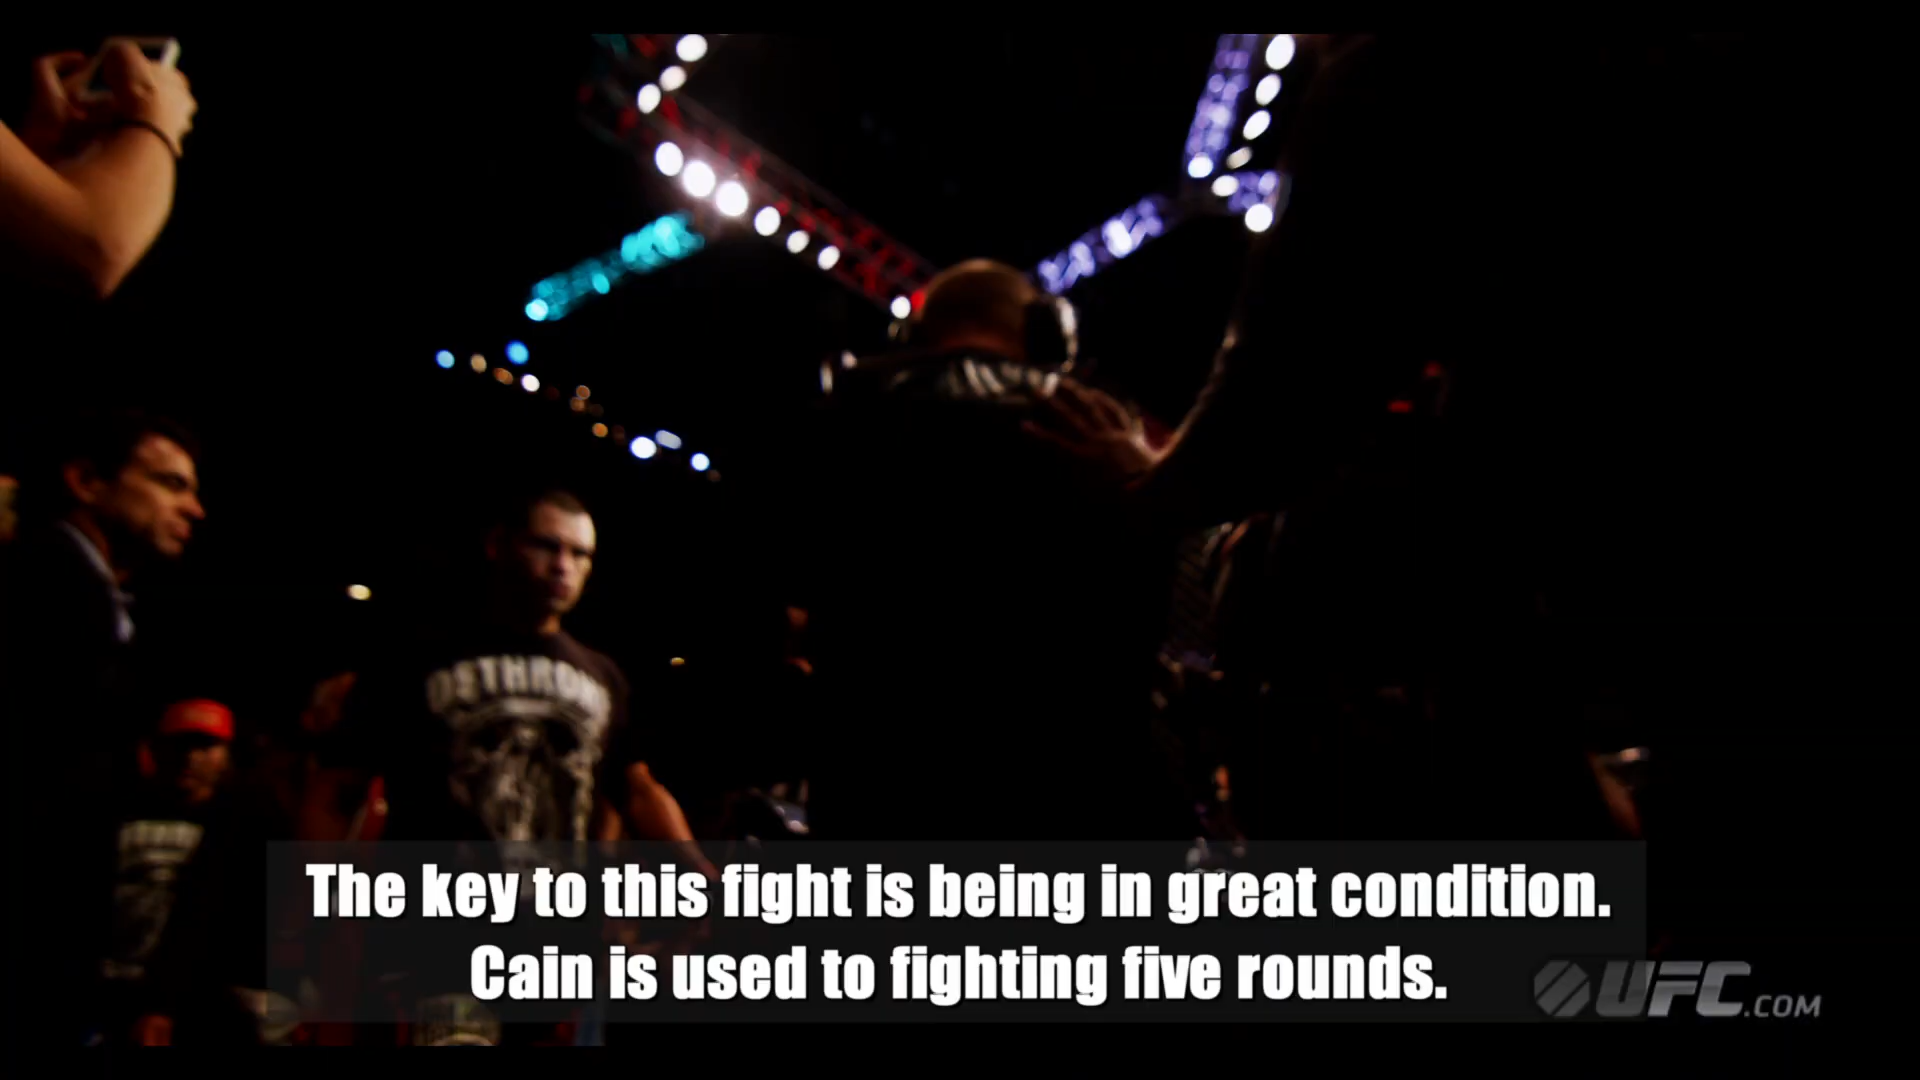 The key to this fight is being in great condition.
Cain is used to fighting five rounds.
UFC.COM